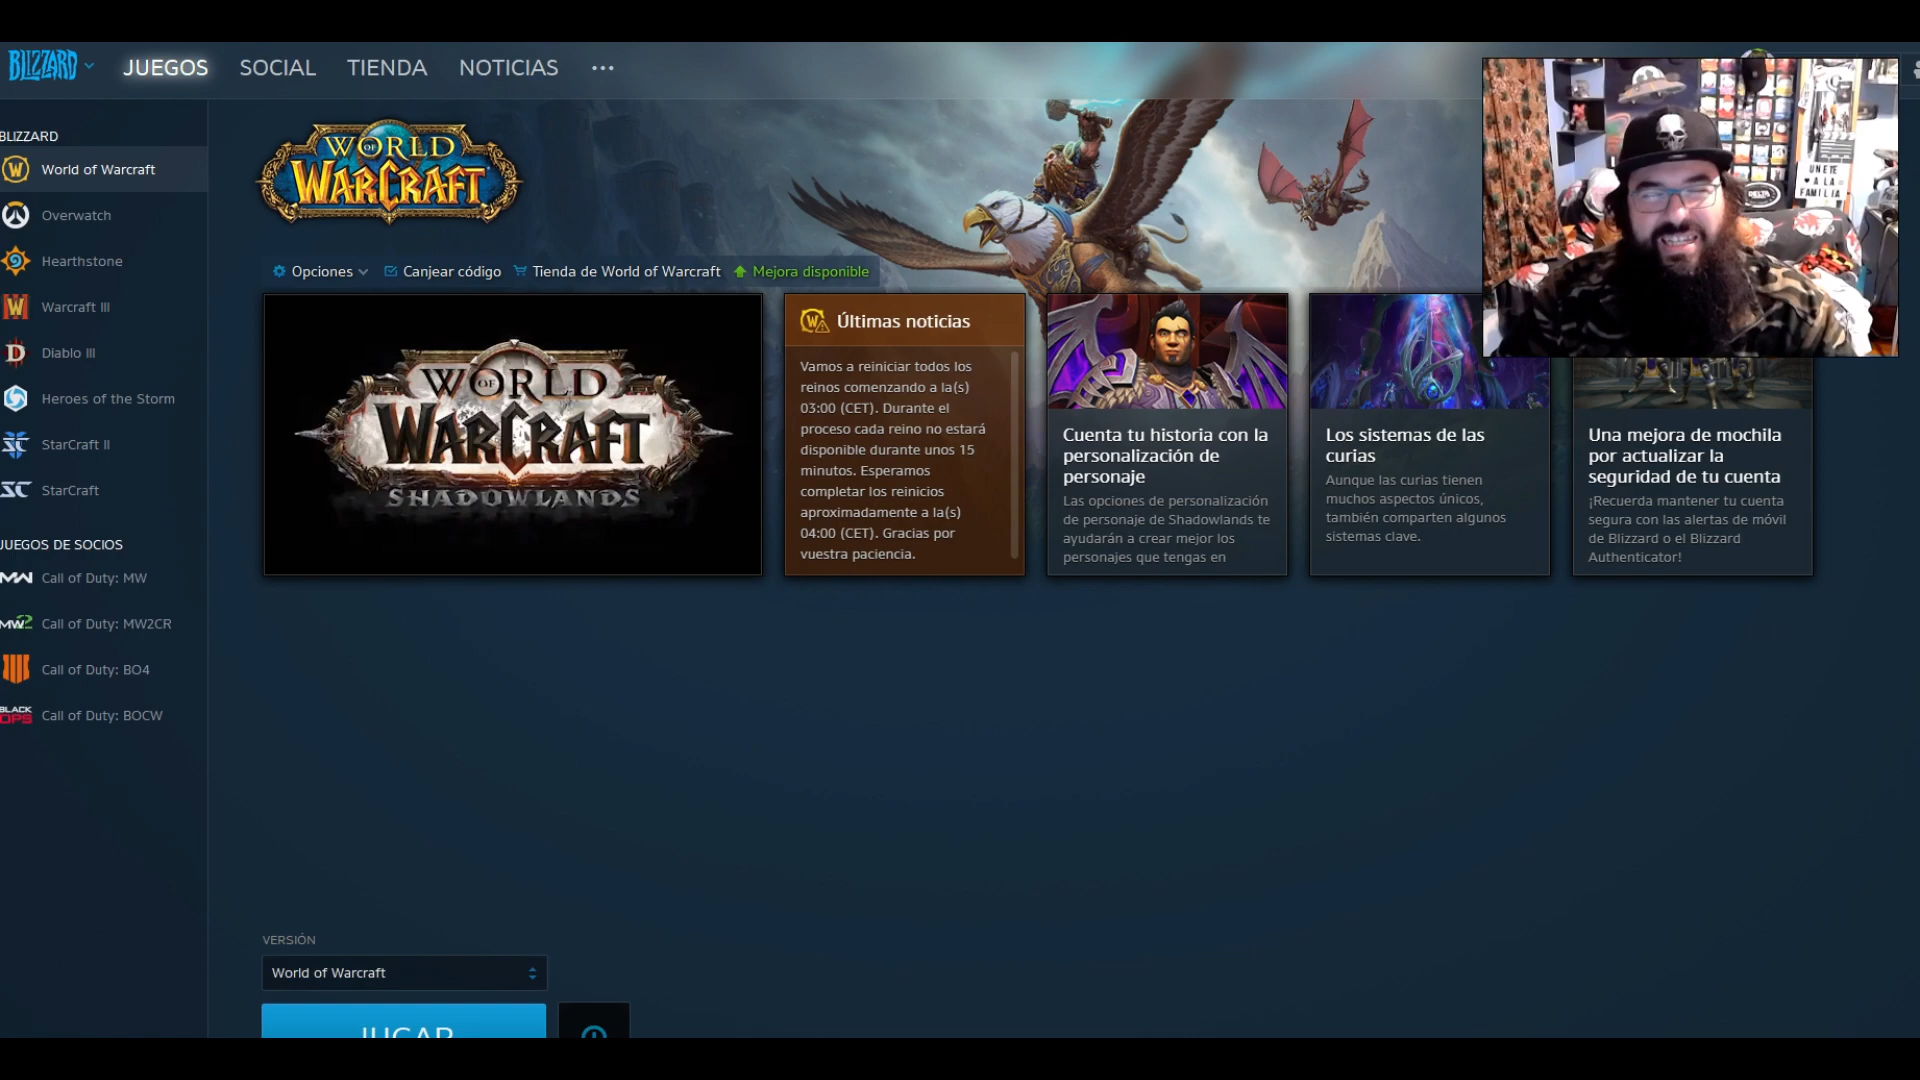 BLIZZARD
JUEGOS SOCIAL TIENDA NOTICIAS
BLIZZARD
World of Warcraft
Overwatch
Hearthstone
Warcraft III
Diablo III
Heroes of the Storm
StarCraft II
StarCraft
JUEGOS DE SOCIOS
Call of Duty: MW
Call of Duty: MW2CR
Call of Duty: BO4
BLACK
OPS
Call of Duty: BOCW
WORLD
OF
WARCRAFT
Opciones Canjear código Tienda de World of Warcraft Mejora disponible
WORLD
OF
WARCRAFT
SHADOWLANDS
Últimas noticias
Vamos a reiniciar todos los
reinos comenzando a la(s)
03:00 (CET). Durante el
proceso cada reino no estará
disponible durante unos 15
minutos. Esperamos
completar los reinicios
aproximadamente a la(s)
04:00 (CET). Gracias por
vuestra paciencia.
Cuenta tu historia con la
personalización de
personaje
Las opciones de personalización
de personaje de Shadowlands te
ayudarán a crear mejor los
personajes que tengas en
Los sistemas de las
curias
Aunque las curias tienen
muchos aspectos únicos,
también comparten algunos
sistemas clave.
Una mejora de mochila
por actualizar la
seguridad de tu cuenta
¡Recuerda mantener tu cuenta
segura con las alertas de móvil
de Blizzard o el Blizzard
Authenticator!
ÚNETE
A LA
FAMILIA
DELTA
VERSIÓN
World of Warcraft
JUGAR